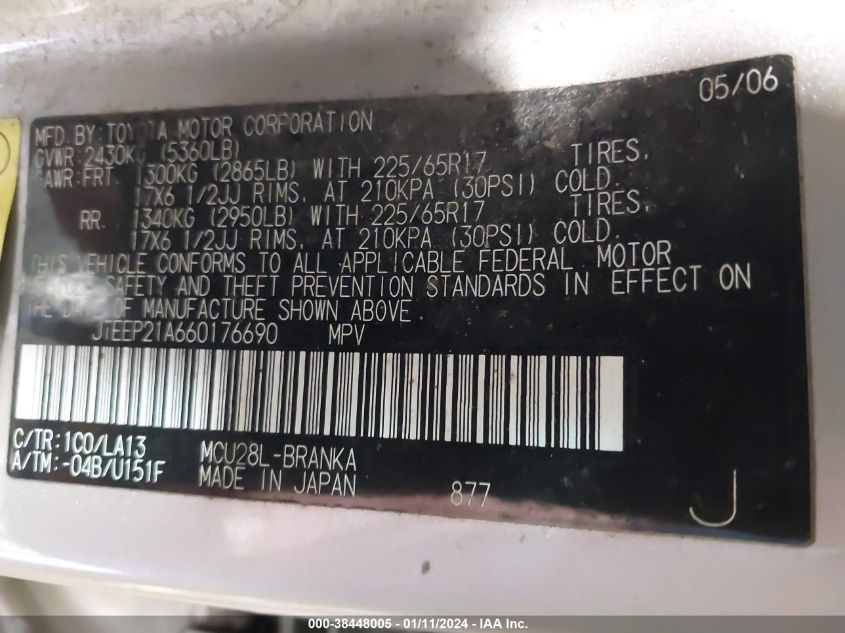 05/06
MFD. BY: TOYOTA MOTOR CORPORATION
GVWR: 2430KG (5360LB)
GAWR: FRT. 1300KG (2865LB) WITH 225/65R17 TIRES,
17X6 1/2JJ RIMS, AT 210KPA (30PSI) COLD.
RR. 1340KG (2950LB) WITH 225/65R17 TIRES,
17X6 1/2JJ RIMS, AT 210KPA (30PSI) COLD.
THIS VEHICLE CONFORMS TO ALL APPLICABLE FEDERAL MOTOR
VEHICLE SAFETY AND THEFT PREVENTION STANDARDS IN EFFECT ON
THE DATE OF MANUFACTURE SHOWN ABOVE.
JTEEP21A660176690 MPV
C/TR: 1C0/LA13 MCU28L-BRANKA
A/TM: -04B/U151F MADE IN JAPAN 877
J
000-38448005 - 01/11/2024 - IAA Inc.